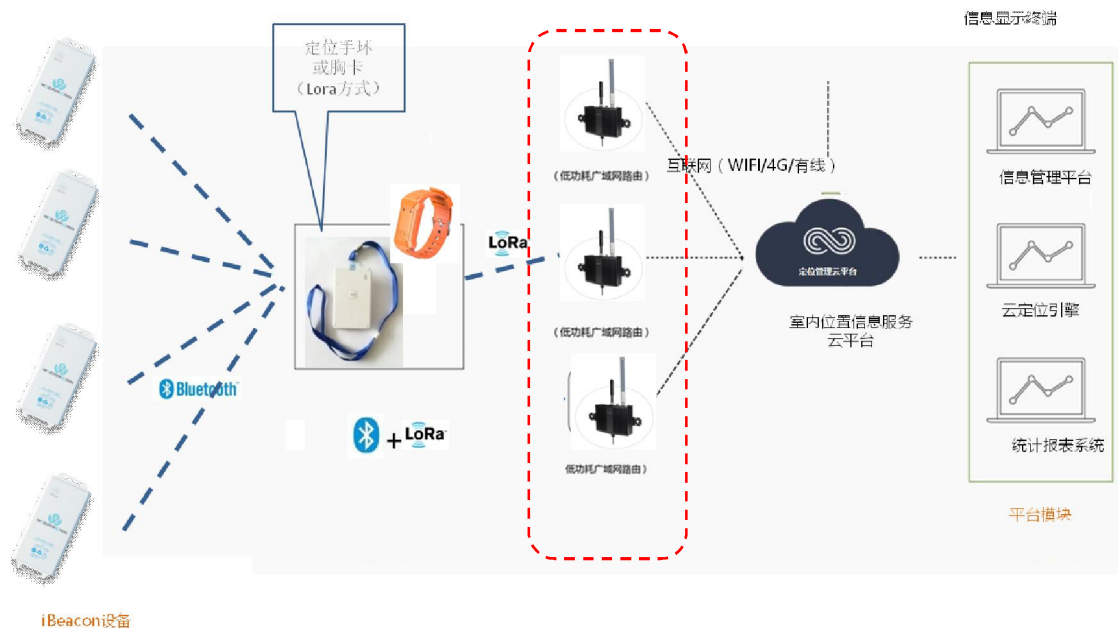 信息显示终端
定位手环
或胸卡
(Lora方式)
(低功耗广域网路由)
互联网(WIFI/4G/有线)
信息管理平台
LoRa
定位管理云平台
(低功耗广域网路由)
室内位置信息服务
云平台
云定位引擎
Bluetooth
+ LoRa
低功耗广域网路由)
统计报表系统
平台模块
iBeacon设备